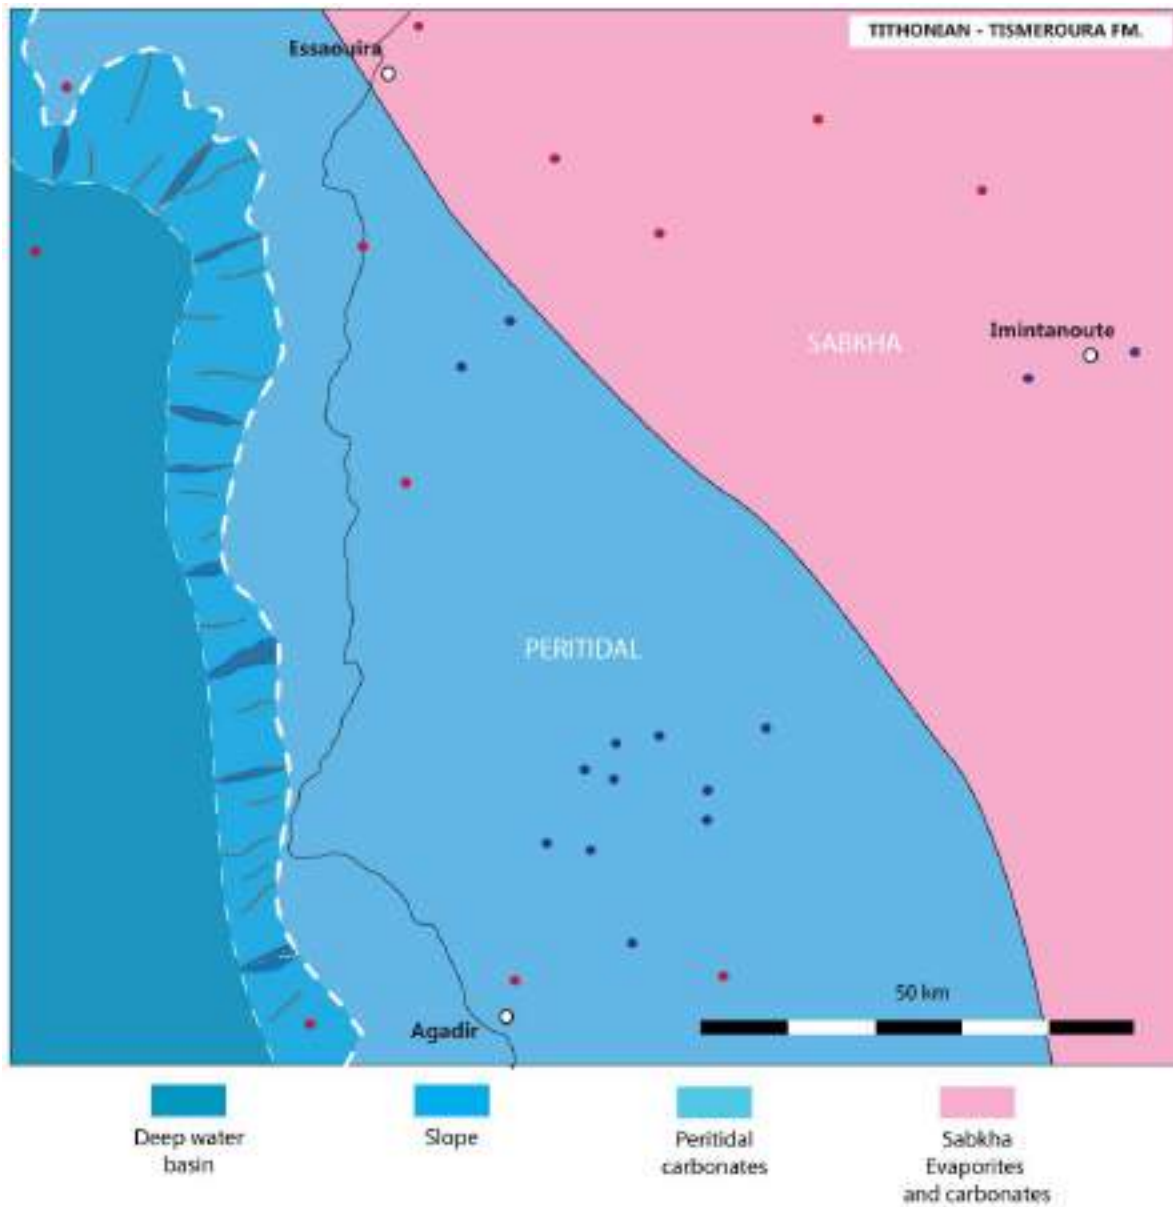 TITHONIAN - TISMEROURA FM.
Essaouira
SABKHA
Imintanoute
PERITIDAL
50 km
Agadir
Deep water
basin
Slope
Peritidal
carbonates
Sabkha
Evaporites
and carbonates